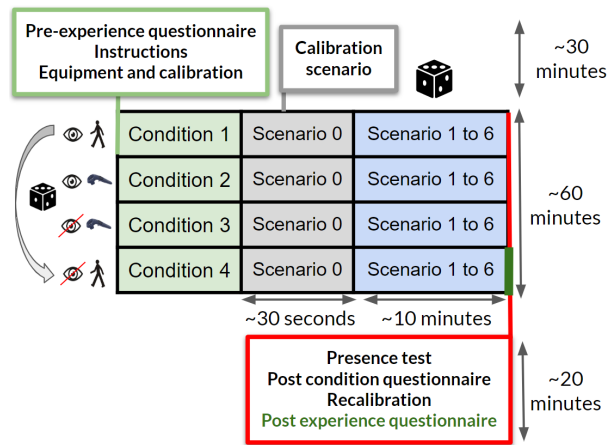 Pre-experience questionnaire
Instructions
Equipment and calibration
Calibration
scenario
~30
minutes
Condition 1
Scenario 0
Scenario 1 to 6
Condition 2
Scenario 0
Scenario 1 to 6
Condition 3
Scenario 0
Scenario 1 to 6
Condition 4
Scenario 0
Scenario 1 to 6
~60
minutes
~30 seconds
~10 minutes
Presence test
Post condition questionnaire
Recalibration
Post experience questionnaire
~20
minutes